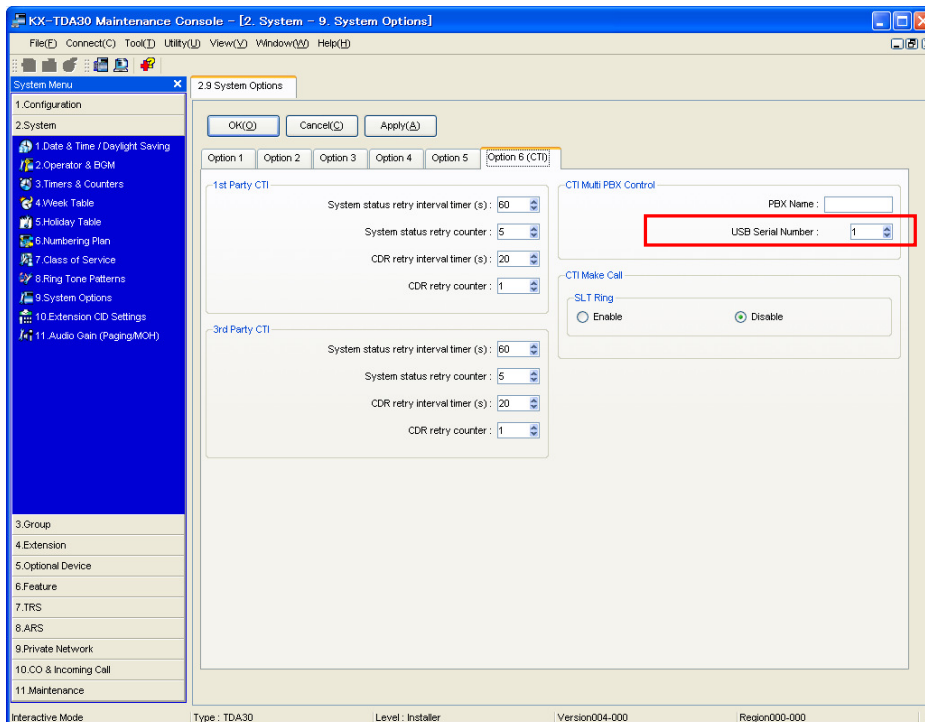 KX-TDA30 Maintenance Console - [2. System - 9. System Options]
File(F) Connect(C) Tool(T) Utility(U) View(V) Window(W) Help(H)
System Menu
1.Configuration
2.System
1.Date & Time / Daylight Saving
2.Operator & BGM
3.Timers & Counters
4.Week Table
5.Holiday Table
6.Numbering Plan
7.Class of Service
8.Ring Tone Patterns
9.System Options
10.Extension CID Settings
11.Audio Gain (Paging/MOH)
3.Group
4.Extension
5.Optional Device
6.Feature
7.TRS
8.ARS
9.Private Network
10.CO & Incoming Call
11.Maintenance
2.9 System Options
OK(O) Cancel(C) Apply(A)
Option 1 Option 2 Option 3 Option 4 Option 5 Option 6 (CTI)
1st Party CTI
System status retry interval timer (s) : 60
System status retry counter : 5
CDR retry interval timer (s) : 20
CDR retry counter : 1
3rd Party CTI
System status retry interval timer (s) : 60
System status retry counter : 5
CDR retry interval timer (s) : 20
CDR retry counter : 1
CTI Multi PBX Control
PBX Name :
USB Serial Number : 1
CTI Make Call
SLT Ring
Enable Disable
Interactive Mode Type : TDA30 Level : Installer Version004-000 Region000-000